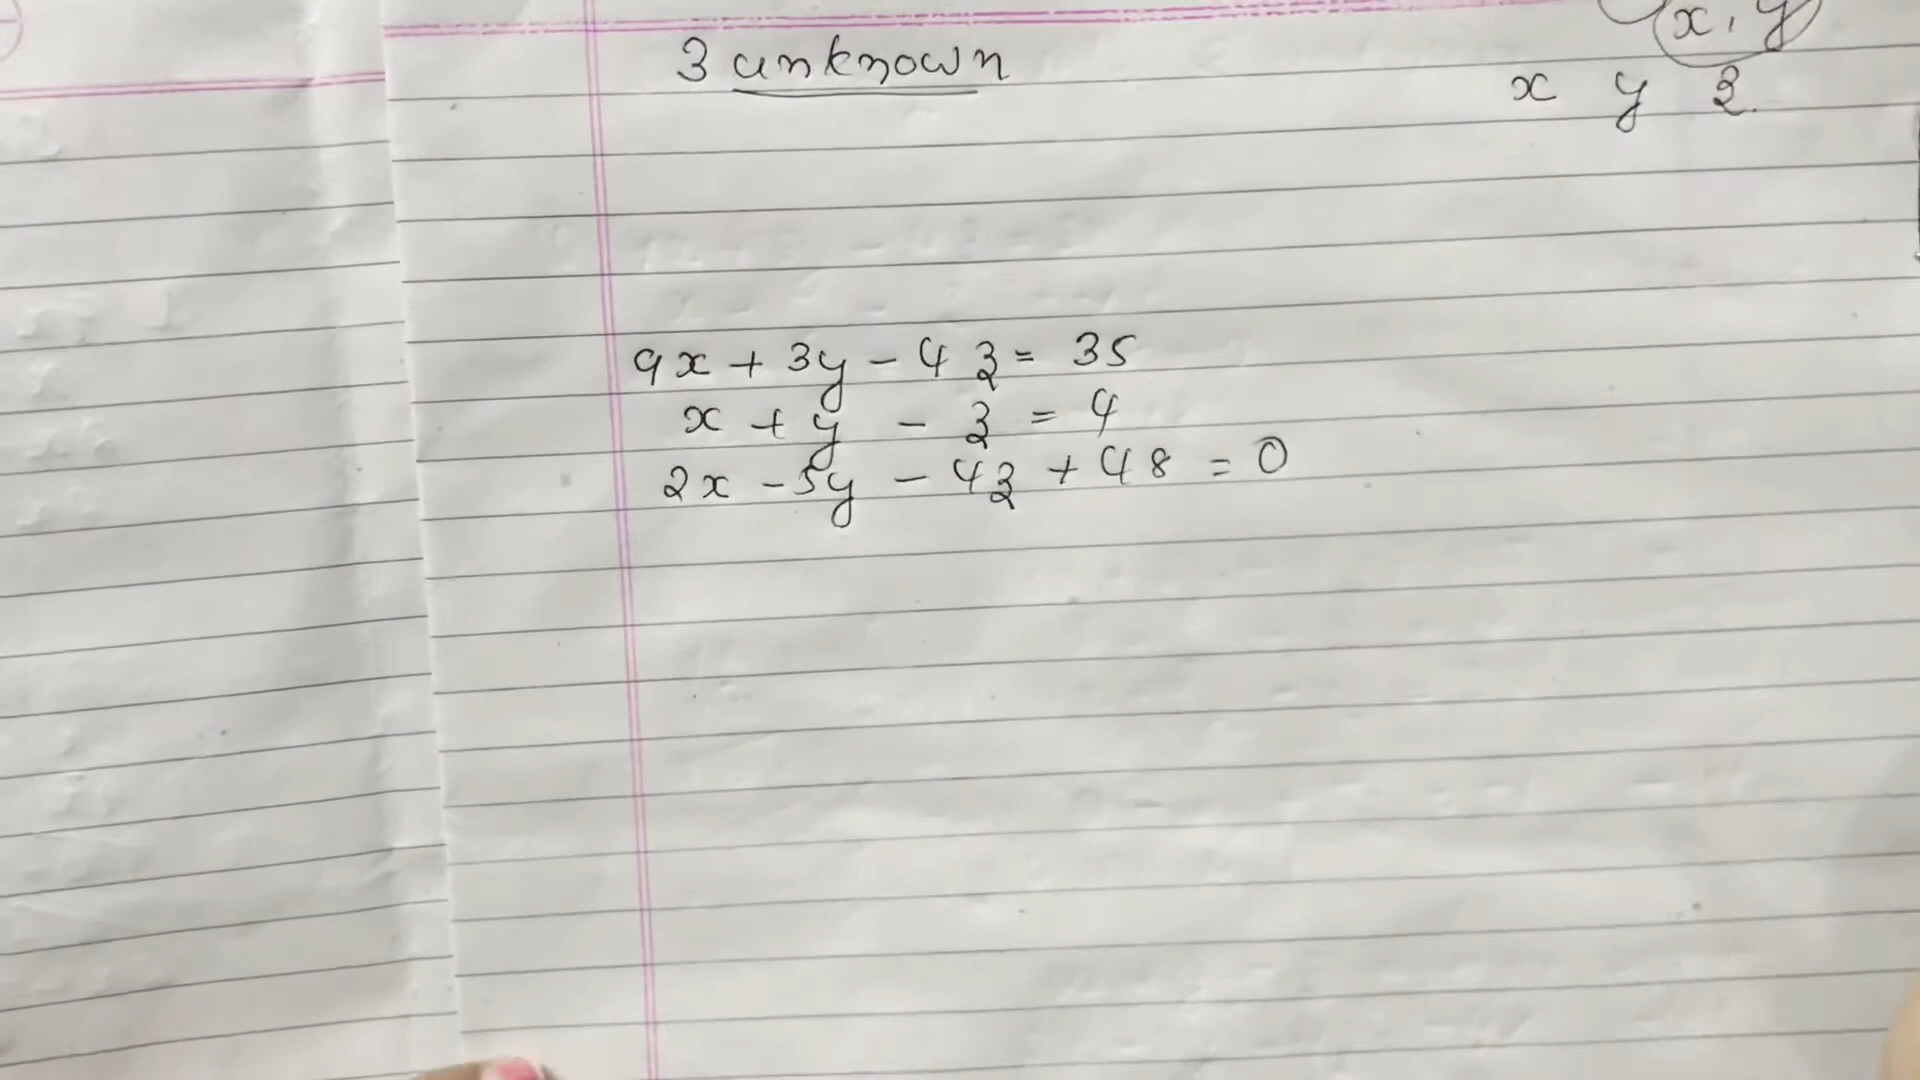 x, y
3 unknown
x y z
9x + 3y - 4z = 35
x + y - z = 4
2x - 5y - 4z + 48 = 0